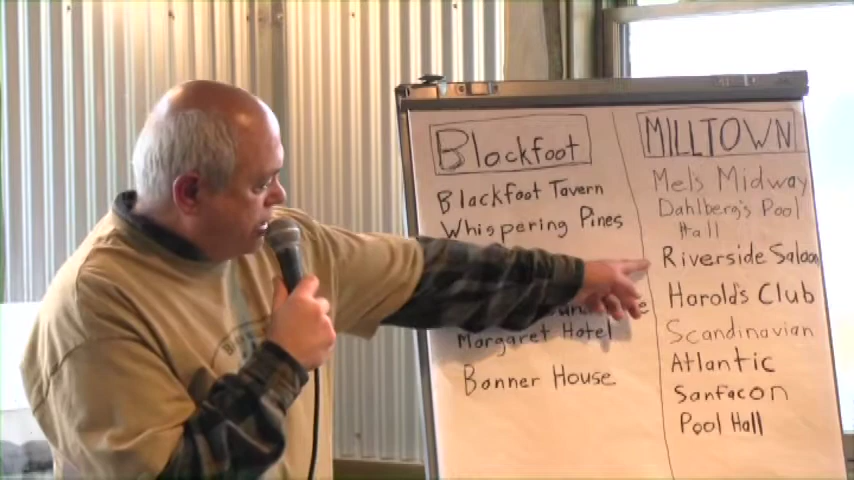 Blackfoot
Blackfoot Tavern
Whispering Pines
Margaret Hotel
Bonner House
MILLTOWN
Mel's Midway
Dahlberg's Pool
Hall
Riverside Saloon
Harold's Club
Scandinavian
Atlantic
Sanfacon
Pool Hall